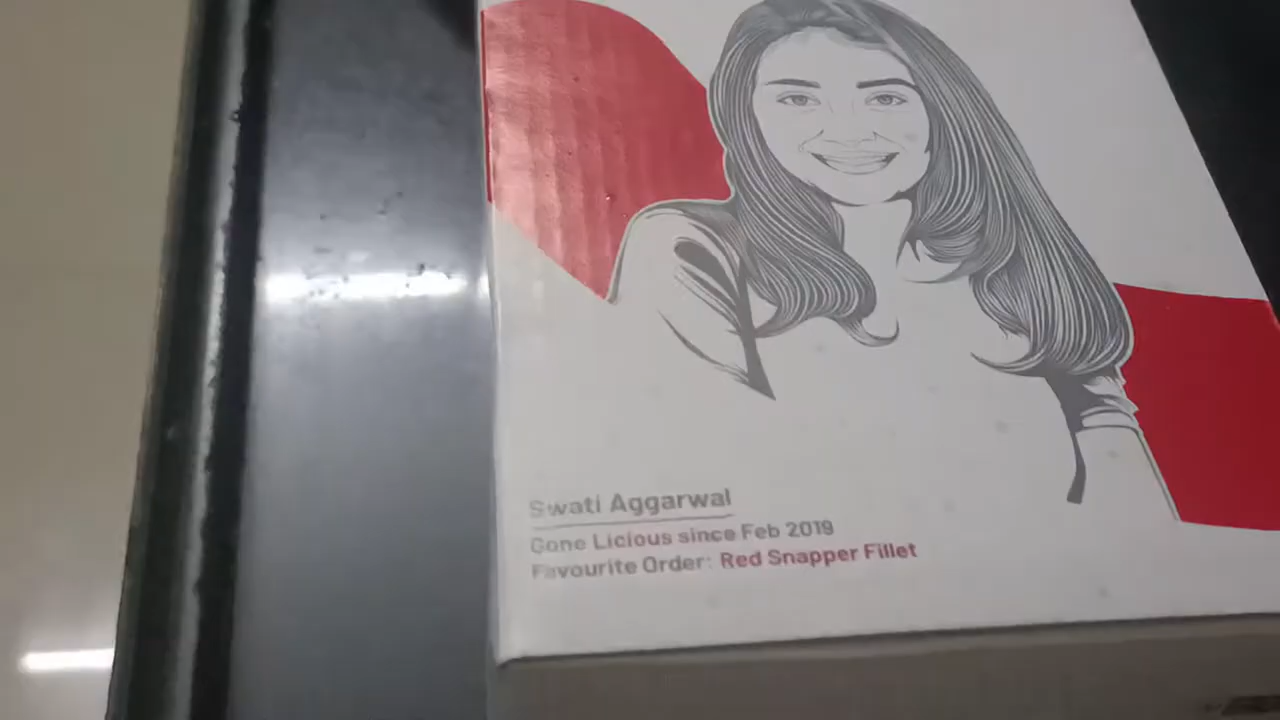 Swati Aggarwal
Gone Licious since Feb 2019
Favourite Order: Red Snapper Fillet